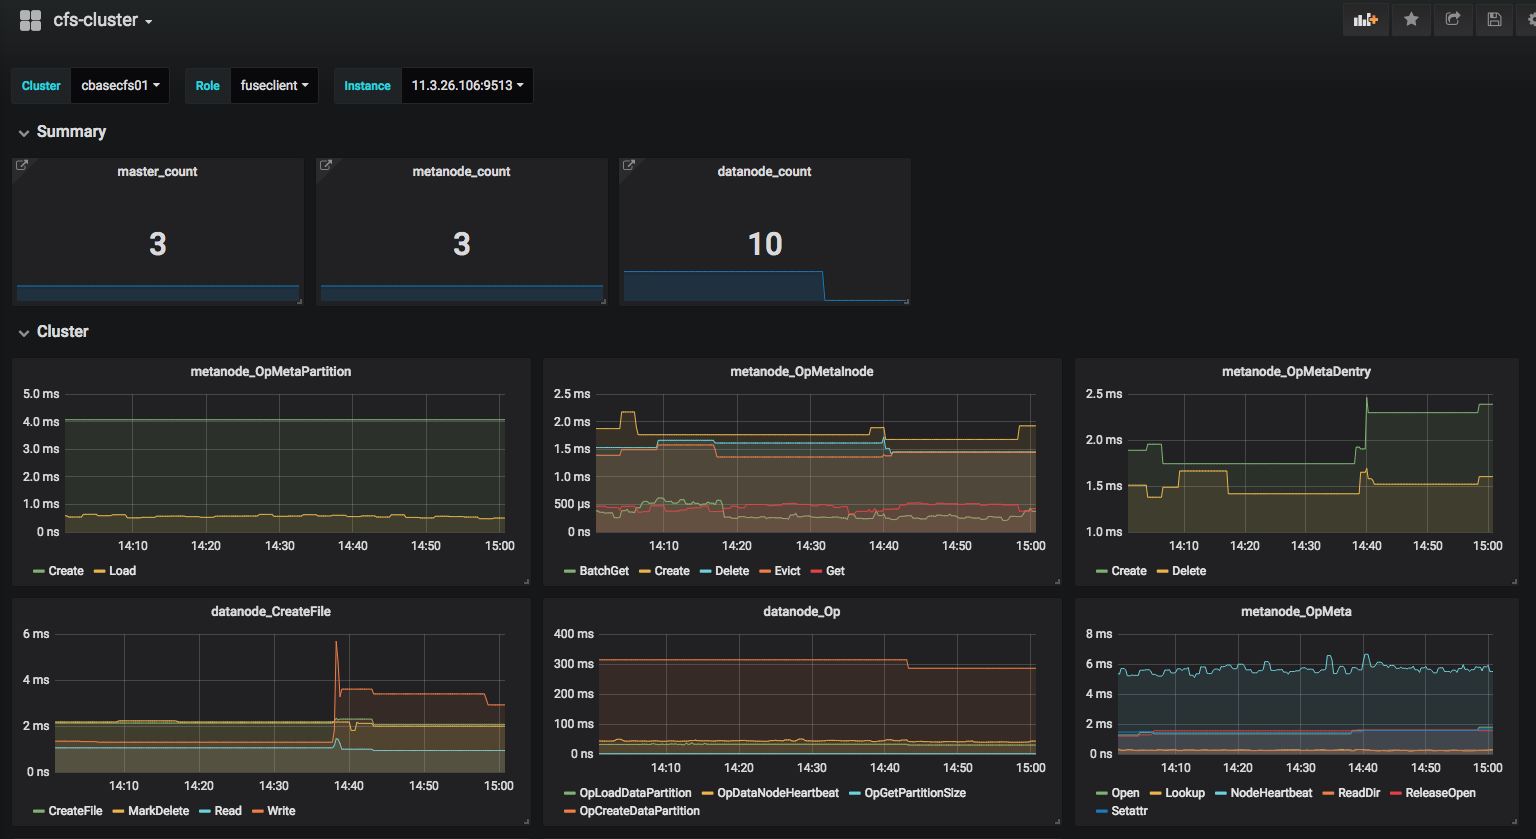 cfs-cluster
Cluster cbasecfs01 Role fuseclient Instance 11.3.26.106:9513
Summary
master_count metanode_count datanode_count
3 3 10
Cluster
metanode_OpMetaPartition
5.0 ms
4.0 ms
3.0 ms
2.0 ms
1.0 ms
0 ns
14:10 14:20 14:30 14:40 14:50 15:00
Create Load
metanode_OpMetaInode
2.5 ms
2.0 ms
1.5 ms
1.0 ms
500 µs
0 ns
14:10 14:20 14:30 14:40 14:50 15:00
BatchGet Create Delete Evict Get
metanode_OpMetaDentry
2.5 ms
2.0 ms
1.5 ms
1.0 ms
14:10 14:20 14:30 14:40 14:50 15:00
Create Delete
datanode_CreateFile
6 ms
4 ms
2 ms
0 ns
14:10 14:20 14:30 14:40 14:50 15:00
CreateFile MarkDelete Read Write
datanode_Op
400 ms
300 ms
200 ms
100 ms
0 ns
14:10 14:20 14:30 14:40 14:50 15:00
OpLoadDataPartition OpDataNodeHeartbeat OpGetPartitionSize
OpCreateDataPartition
metanode_OpMeta
8 ms
6 ms
4 ms
2 ms
0 ns
14:10 14:20 14:30 14:40 14:50 15:00
Open Lookup NodeHeartbeat ReadDir ReleaseOpen
Setattr